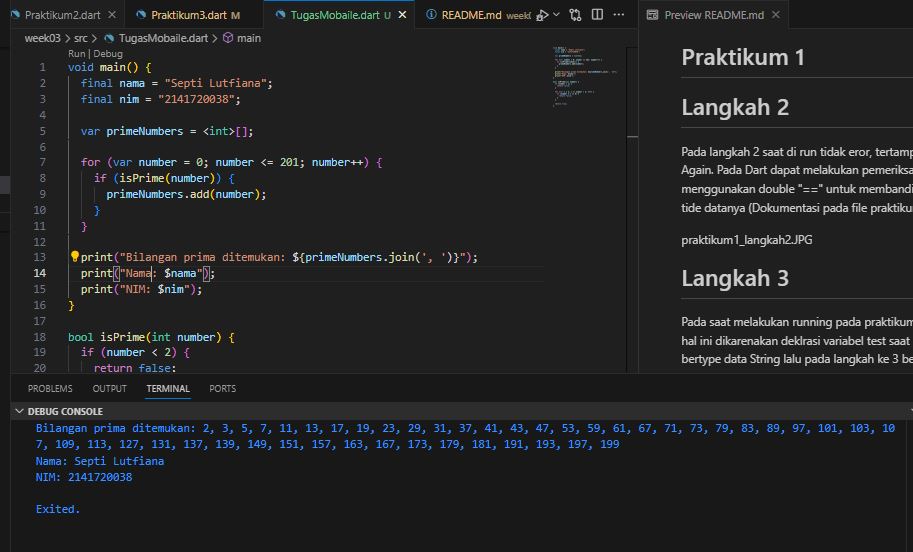 Praktikum2.dart
Praktikum3.dart M
TugasMobaile.dart U
README.md week(
Preview README.md
week03 > src > TugasMobaile.dart > main
Run | Debug
1 void main() {
2 final nama = "Septi Lutfiana";
3 final nim = "2141720038";
4
5 var primeNumbers = <int>[];
6
7 for (var number = 0; number <= 201; number++) {
8 if (isPrime(number)) {
9 primeNumbers.add(number);
10 }
11 }
12
13 print("Bilangan prima ditemukan: ${primeNumbers.join(', ')}");
14 print("Nama: $nama");
15 print("NIM: $nim");
16 }
17
18 bool isPrime(int number) {
19 if (number < 2) {
20 return false;
Praktikum 1
Langkah 2
Pada langkah 2 saat di run tidak eror, tertamp
Again. Pada Dart dapat melakukan pemeriksa
menggunakan double "==" untuk membandi
tide datanya (Dokumentasi pada file praktiku
praktikum1_langkah2.JPG
Langkah 3
Pada saat melakukan running pada praktikum
hal ini dikarenakan deklrasi variabel test saat
bertype data String lalu pada langkah ke 3 be
PROBLEMS OUTPUT TERMINAL PORTS
DEBUG CONSOLE
Bilangan prima ditemukan: 2, 3, 5, 7, 11, 13, 17, 19, 23, 29, 31, 37, 41, 43, 47, 53, 59, 61, 67, 71, 73, 79, 83, 89, 97, 101, 103, 10
7, 109, 113, 127, 131, 137, 139, 149, 151, 157, 163, 167, 173, 179, 181, 191, 193, 197, 199
Nama: Septi Lutfiana
NIM: 2141720038
Exited.